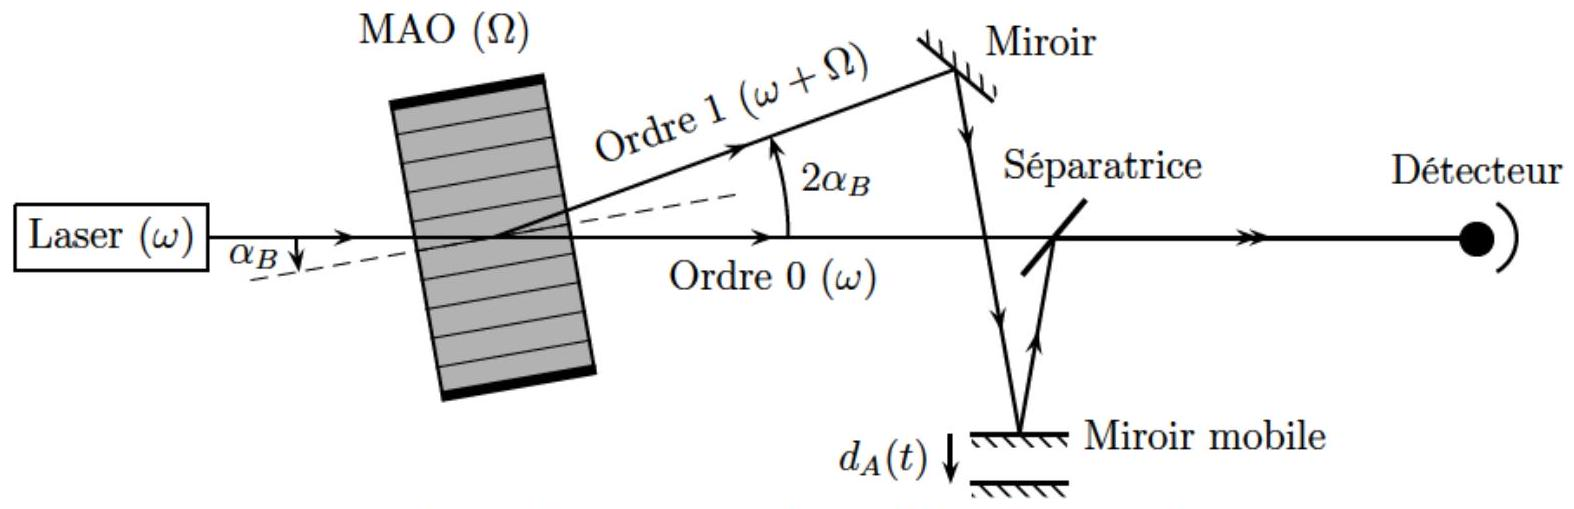 MAO (Ω)
Miroir
Ordre 1 (ω + Ω)
Séparatrice
Détecteur
2α_B
Laser (ω)
α_B
Ordre 0 (ω)
d_A(t)
Miroir mobile